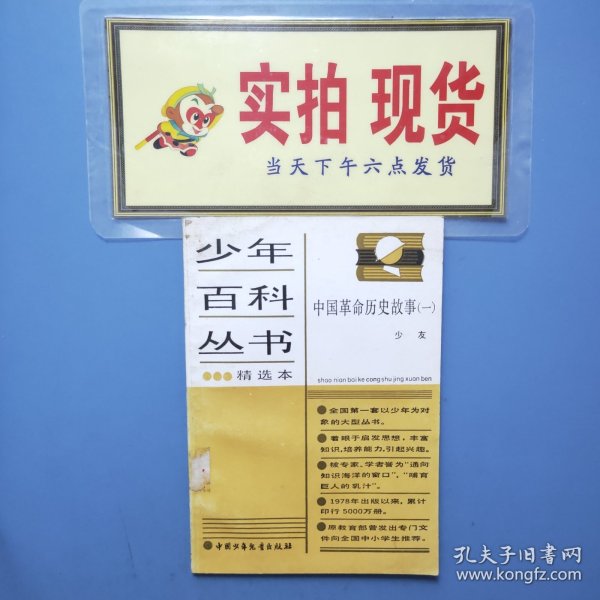 实拍 现货
当天下午六点发货
少年
百科
丛书
精选本
中国革命历史故事(一)
少友
shao nian bai ke cong shu jing xuan ben
全国第一套以少年为对
象的大型丛书。
着眼于启发思想，丰富
知识，培养能力，引起兴趣。
被专家、学者誉为“通向
知识海洋的窗口”，“哺育
巨人的乳汁”。
1978年出版以来，累计
印行5000万册。
原教育部曾发出专门文
件向全国中小学生推荐。
中国少年儿童出版社
孔夫子旧书网
www.kongfz.com